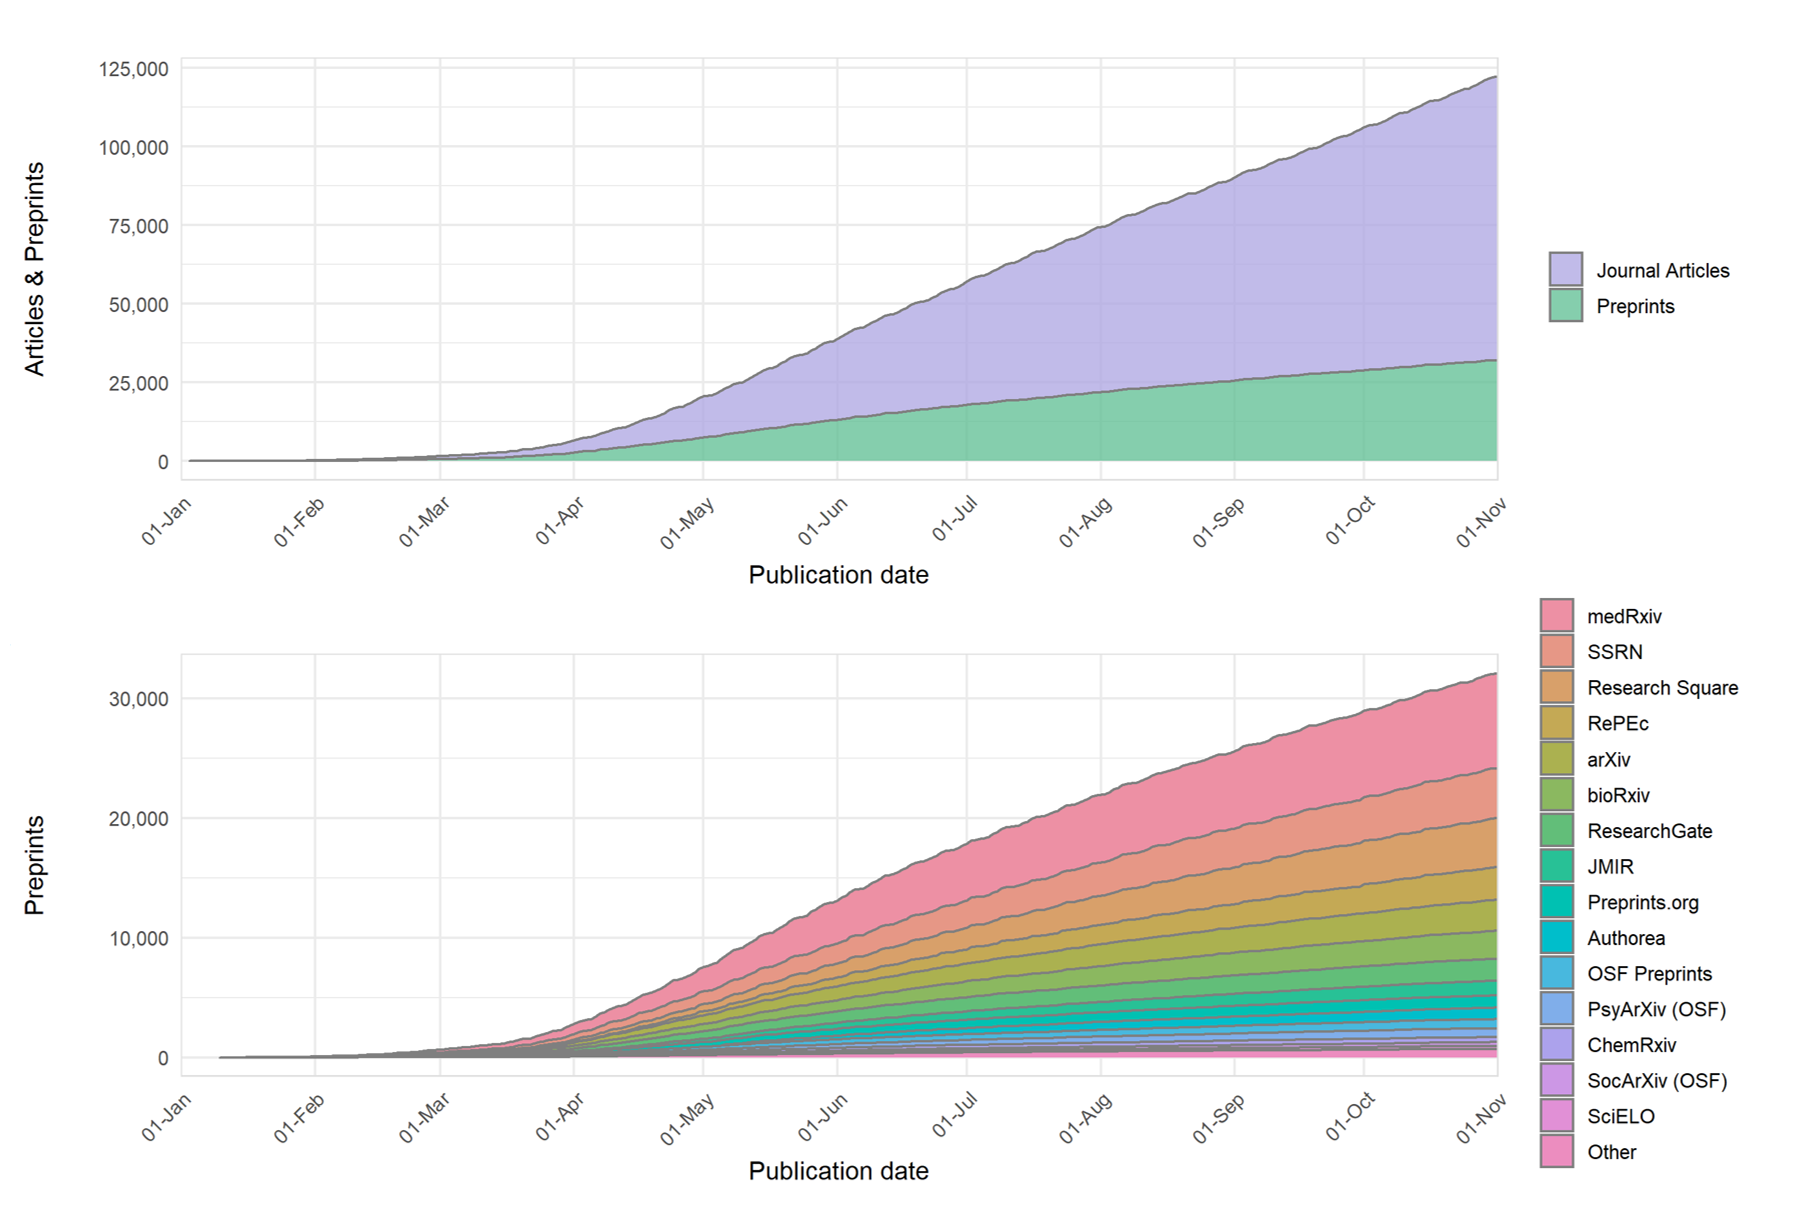 125,000
100,000
75,000
50,000
25,000
0
Articles & Preprints
01-Jan
01-Feb
01-Mar
01-Apr
01-May
01-Jun
01-Jul
01-Aug
01-Sep
01-Oct
01-Nov
Publication date
Journal Articles
Preprints
30,000
20,000
10,000
0
Preprints
01-Jan
01-Feb
01-Mar
01-Apr
01-May
01-Jun
01-Jul
01-Aug
01-Sep
01-Oct
01-Nov
Publication date
medRxiv
SSRN
Research Square
RePEc
arXiv
bioRxiv
ResearchGate
JMIR
Preprints.org
Authorea
OSF Preprints
PsyArXiv (OSF)
ChemRxiv
SocArXiv (OSF)
SciELO
Other